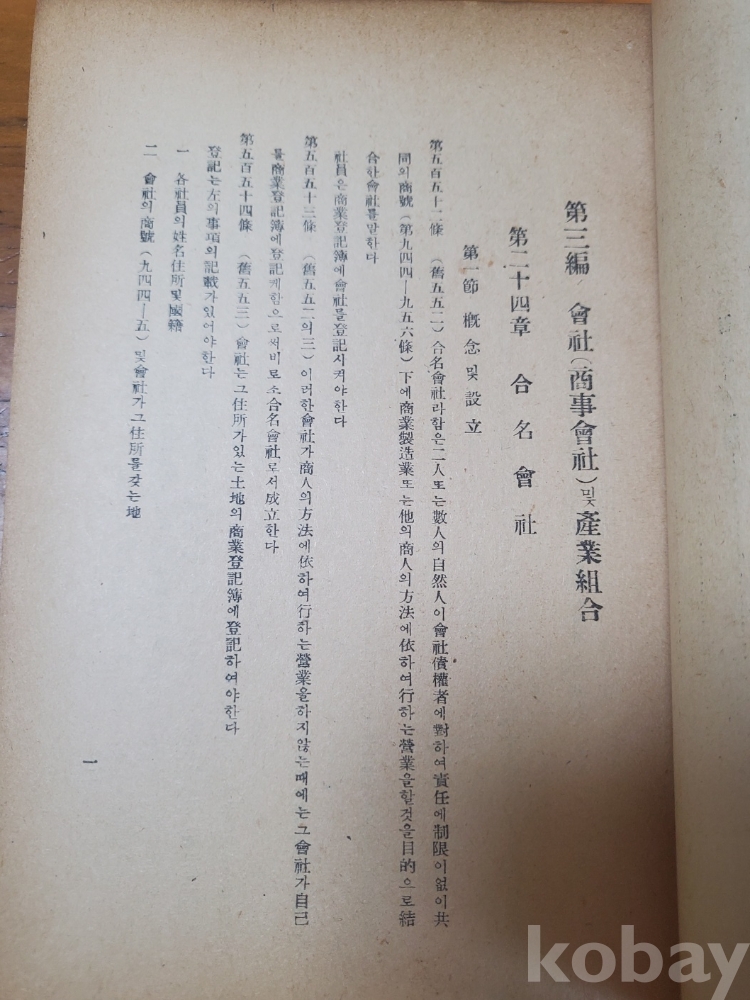 第三編 會社(商事會社) 및 產業組合
第二十四章 合名會社
第一節 槪念 및 設立
第五百五十二條 (舊五五二) 合名會社라함은二人또는數人의自然人이會社債權者에對하여責任에制限이없이共
同의商號(第九四四―九五六條)下에商業製造業또는他의商人의方法에依하여行하는營業을할것을目的으로結
合한會社를말한다
社員은商業登記簿에會社를登記시켜야한다
第五百五十三條 (舊五五二의三) 이러한會社가商人의方法에依하여行하는營業을하지않는때에는그會社가自己
를商業登記簿에登記케함으로써비로소合名會社로서成立한다
第五百五十四條 (舊五五三) 會社는그住所가있는土地의商業登記簿에登記하여야한다
登記는左의事項의記載가있어야한다
一 各社員의姓名住所및國籍
二 會社의商號(九四四―五)및會社가그住所를갖는地
一
kobay